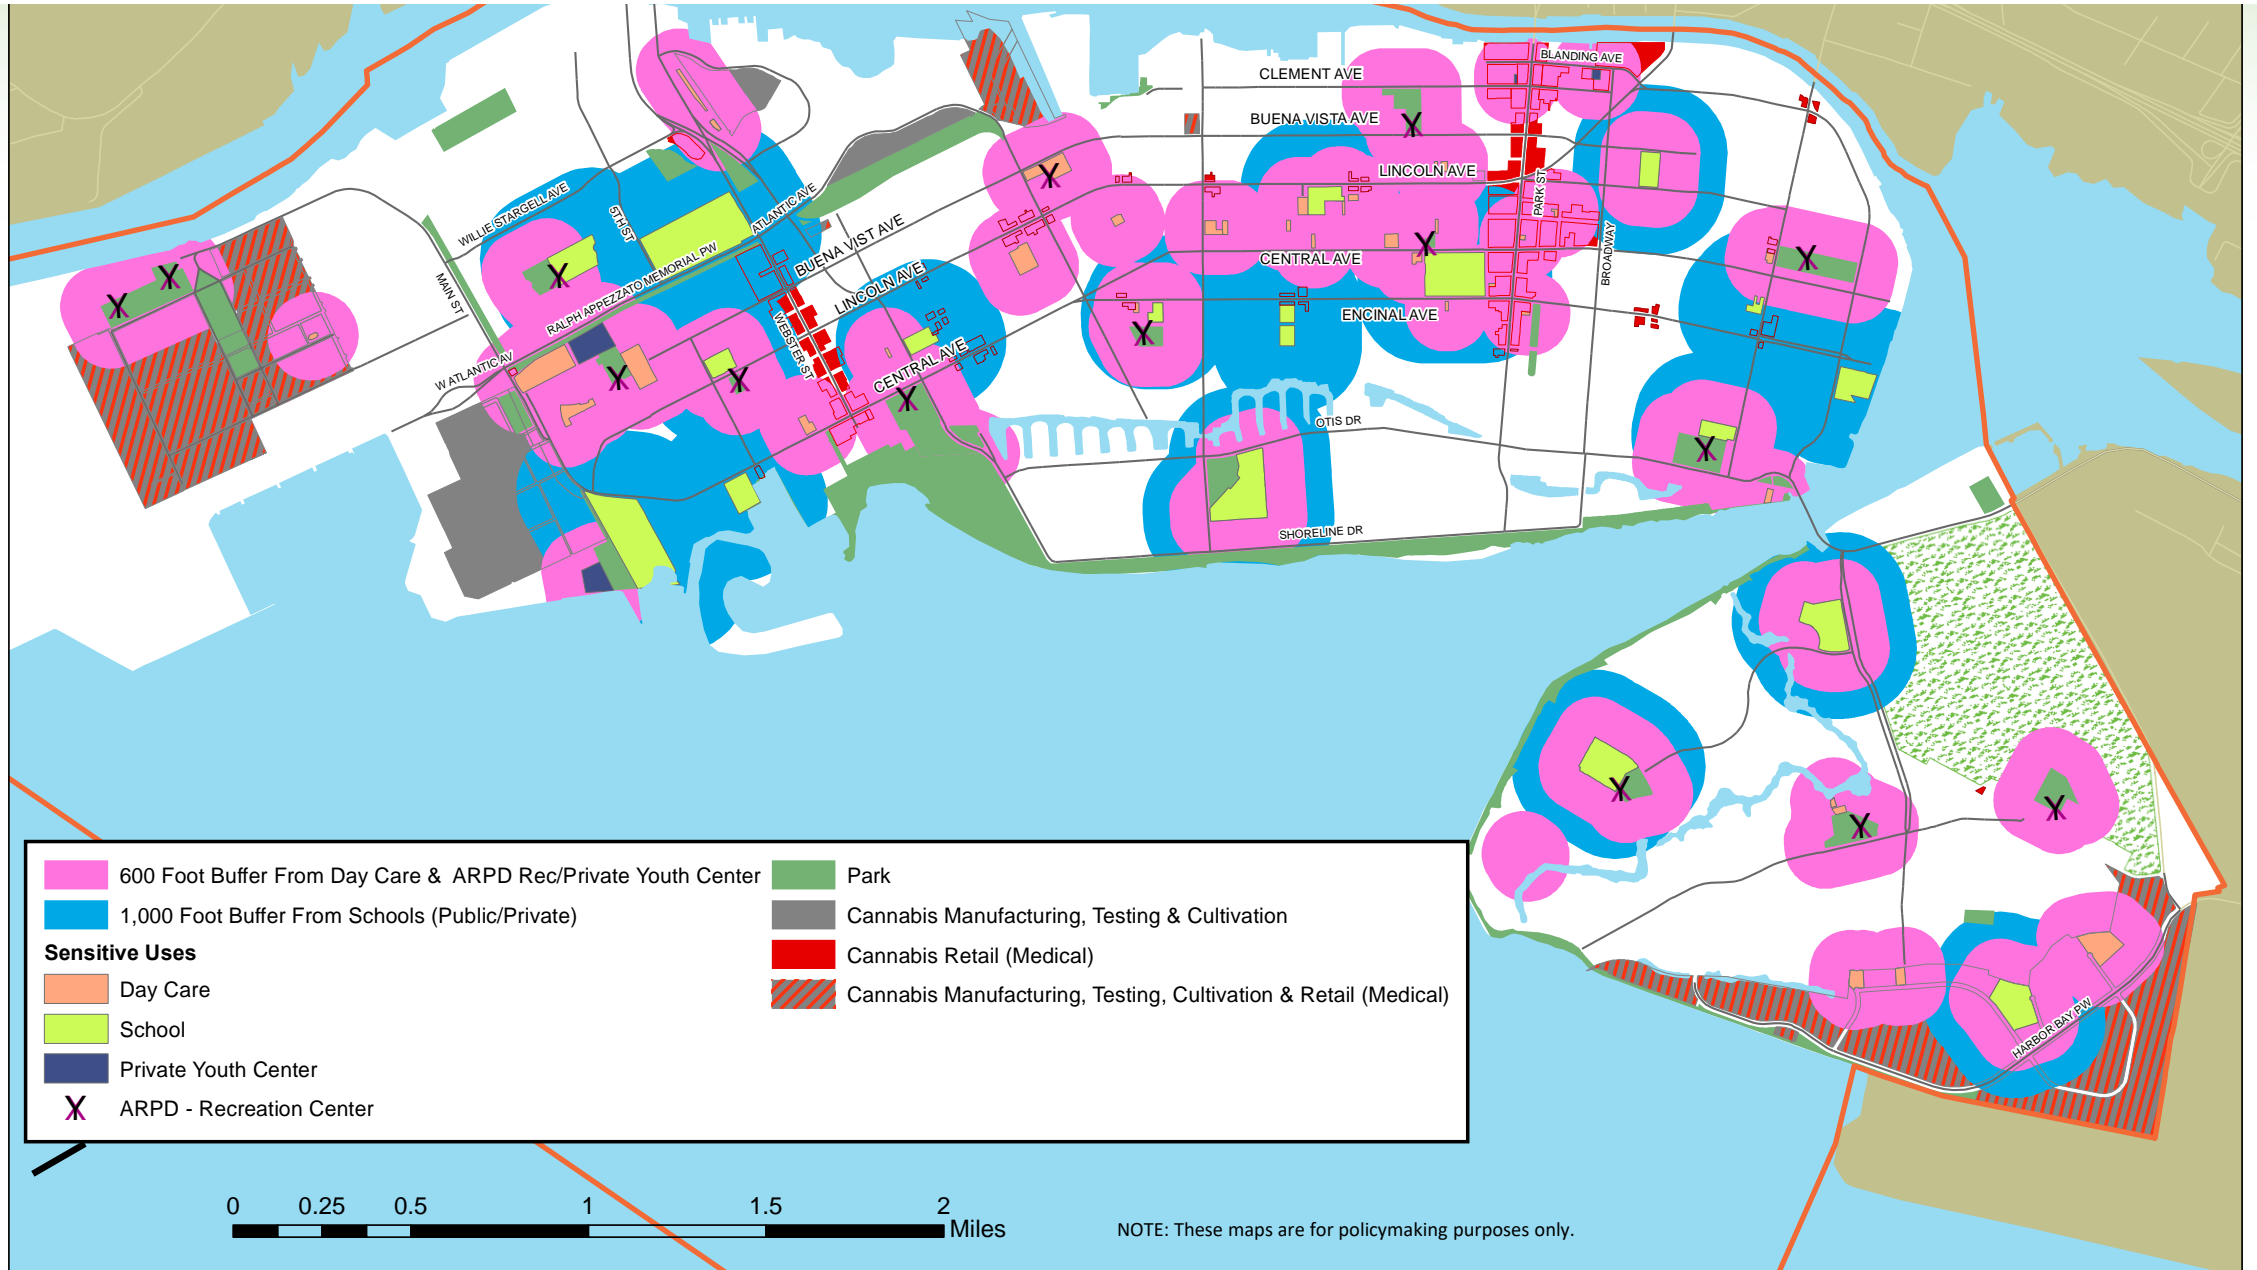 BLANDING AVE
CLEMENT AVE
BUENA VISTA AVE
LINCOLN AVE
PARK ST
BROADWAY
CENTRAL AVE
ENCINAL AVE
OTIS DR
SHORELINE DR
WILLIE STARGELL AVE
5TH ST
ATLANTIC AVE
MAIN ST
RALPH APPEZZATO MEMORIAL PW
BUENA VIST AVE
LINCOLN AVE
WEBSTER ST
W ATLANTIC AV
CENTRAL AVE
HARBOR BAY PW
600 Foot Buffer From Day Care & ARPD Rec/Private Youth Center
1,000 Foot Buffer From Schools (Public/Private)
Sensitive Uses
Day Care
School
Private Youth Center
ARPD - Recreation Center
Park
Cannabis Manufacturing, Testing & Cultivation
Cannabis Retail (Medical)
Cannabis Manufacturing, Testing, Cultivation & Retail (Medical)
0 0.25 0.5 1 1.5 2
Miles
NOTE: These maps are for policymaking purposes only.